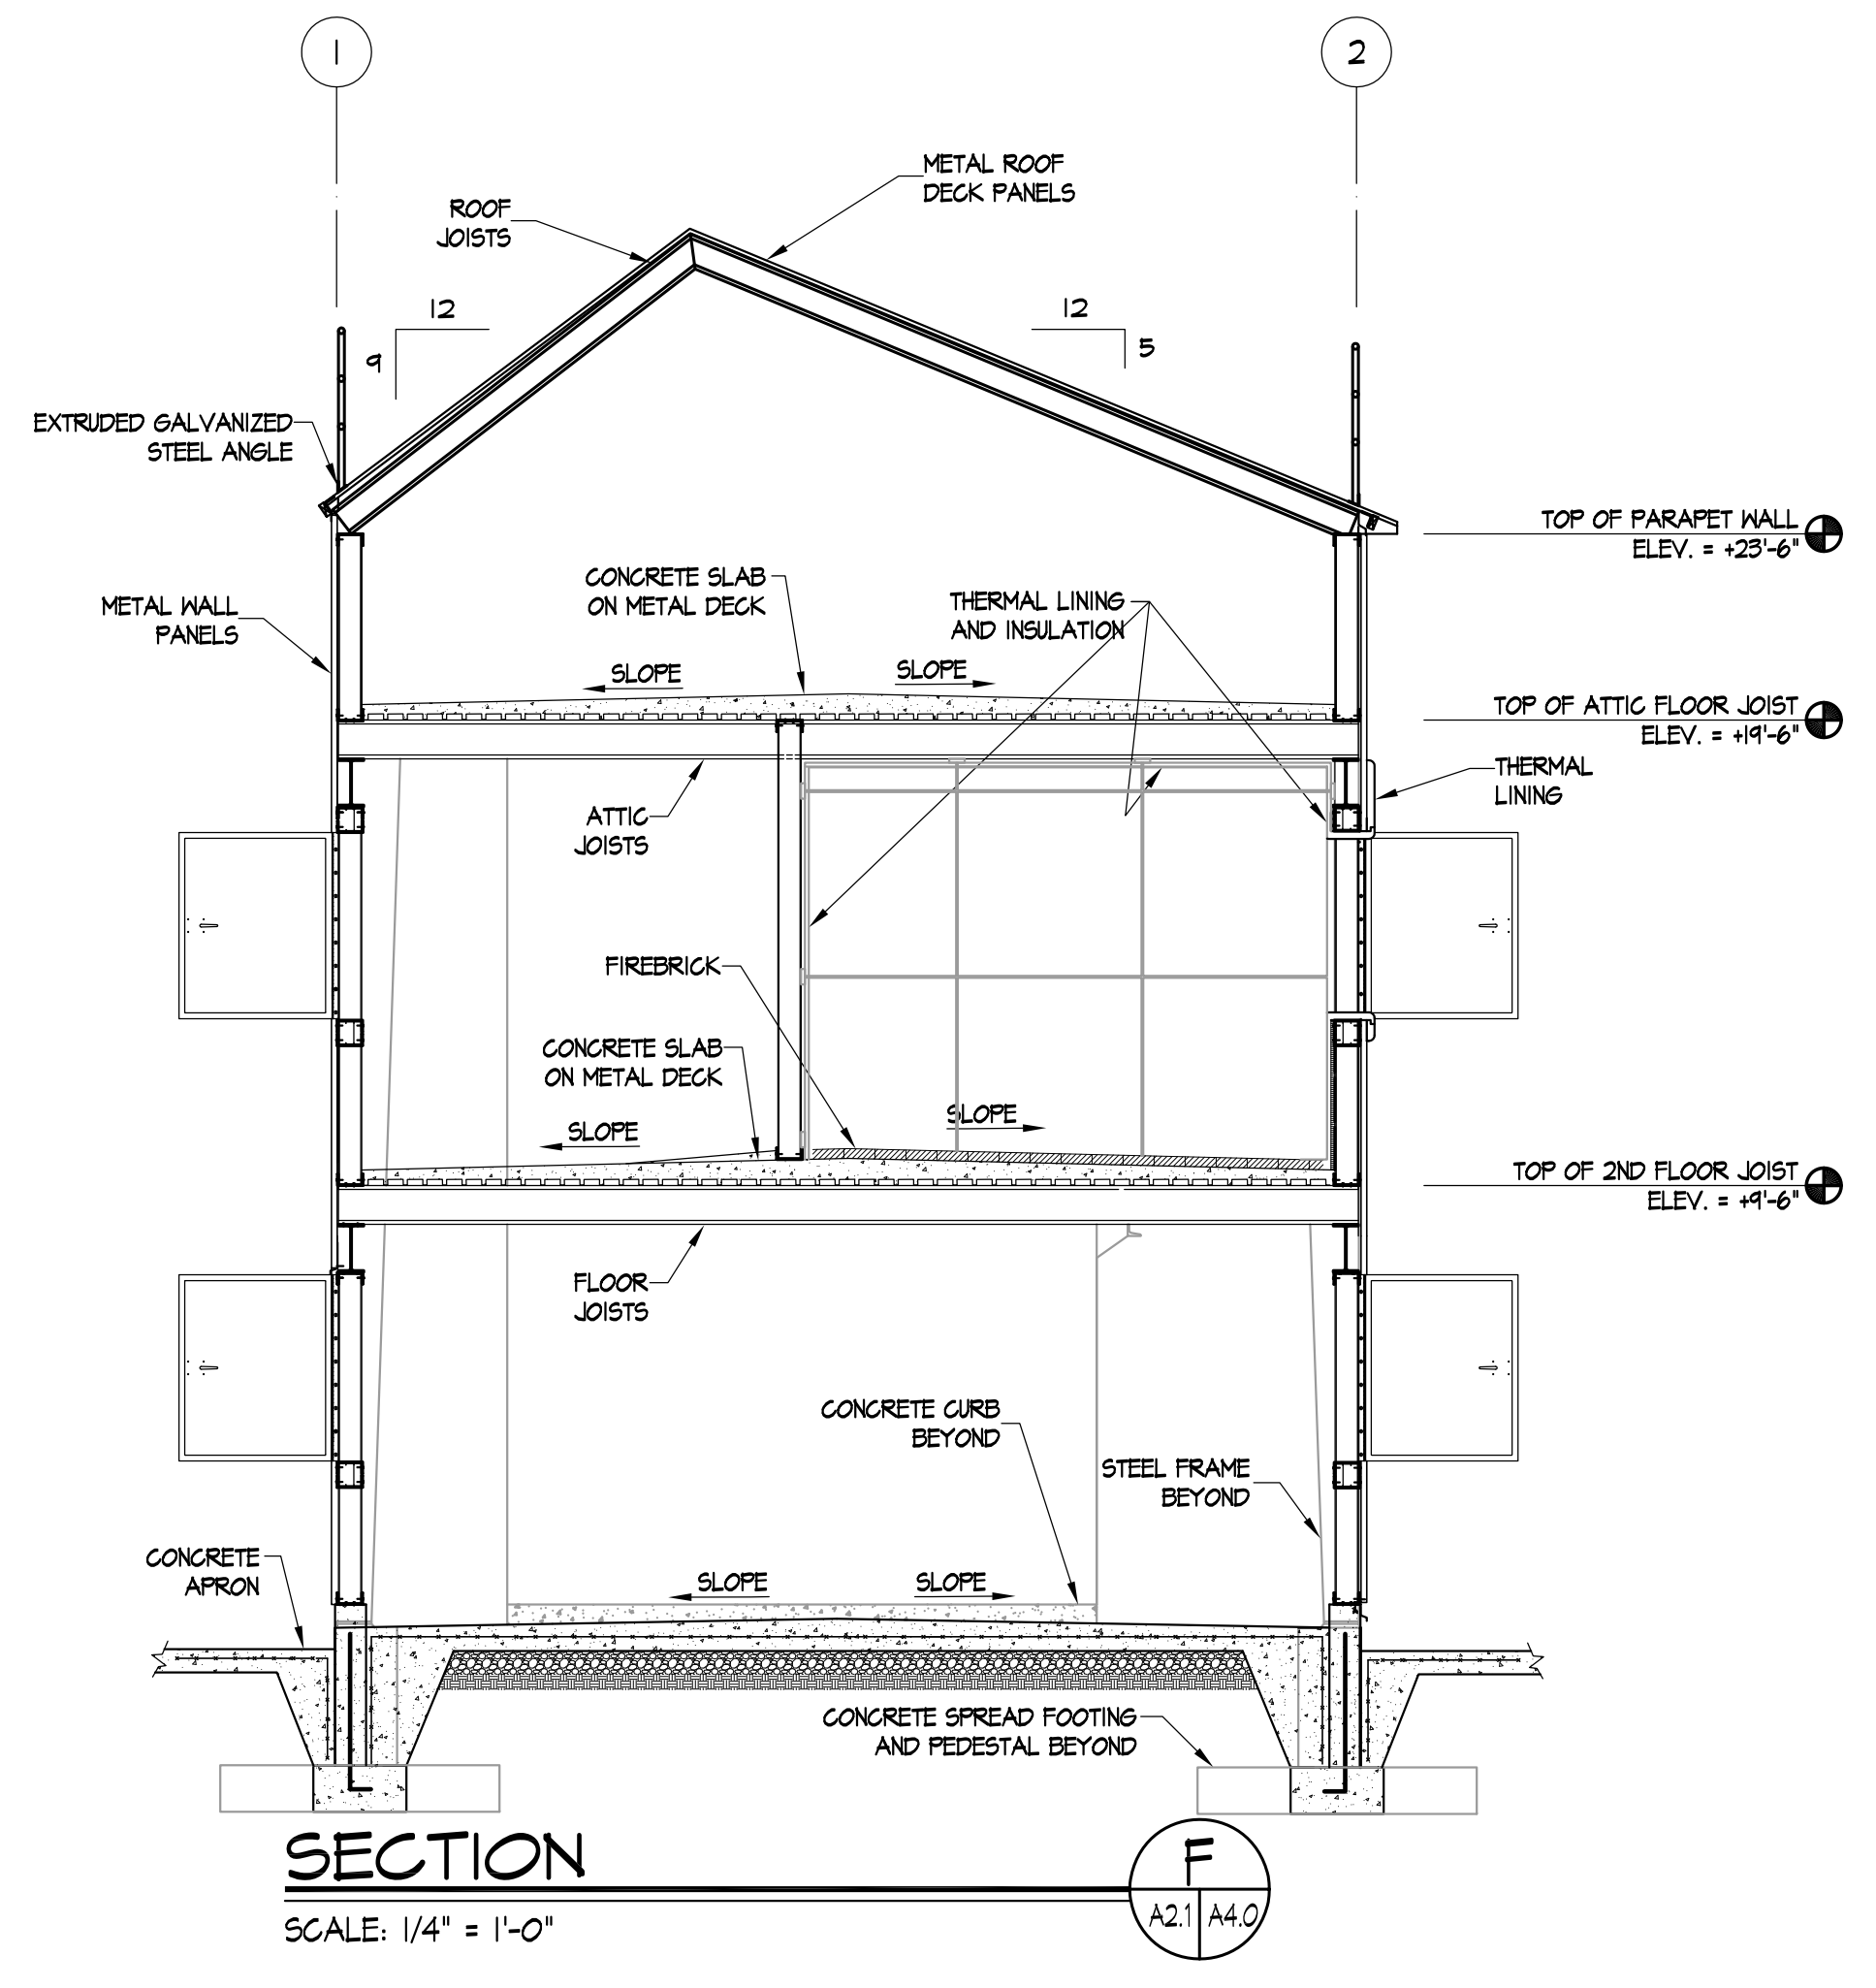 1
2
METAL ROOF
DECK PANELS
ROOF
JOISTS
12
9
12
5
EXTRUDED GALVANIZED
STEEL ANGLE
TOP OF PARAPET WALL
ELEV. = +23'-6"
CONCRETE SLAB
ON METAL DECK
THERMAL LINING
AND INSULATION
METAL WALL
PANELS
SLOPE
SLOPE
TOP OF ATTIC FLOOR JOIST
ELEV. = +19'-6"
THERMAL
LINING
ATTIC
JOISTS
FIREBRICK
CONCRETE SLAB
ON METAL DECK
SLOPE
SLOPE
TOP OF 2ND FLOOR JOIST
ELEV. = +9'-6"
FLOOR
JOISTS
CONCRETE CURB
BEYOND
STEEL FRAME
BEYOND
CONCRETE
APRON
SLOPE
SLOPE
CONCRETE SPREAD FOOTING
AND PEDESTAL BEYOND
SECTION
F
A2.1
A4.0
SCALE: 1/4" = 1'-0"